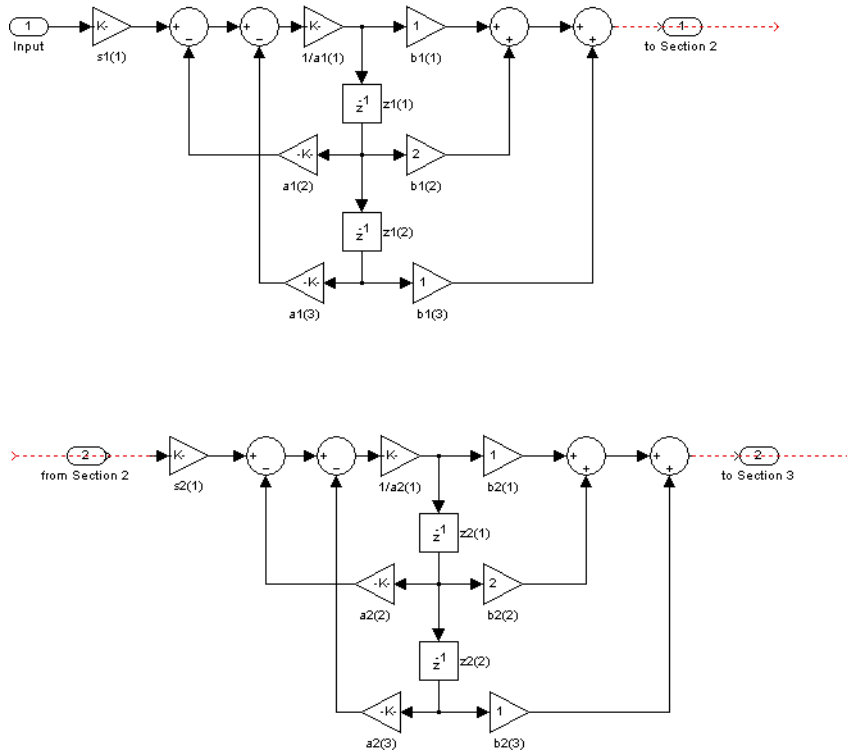 1 K- + - + - K- 1 + + + + 1
Input s1(1) 1/a1(1) b1(1) to Section 2
z-1 z1(1)
-K- 2
a1(2) b1(2)
z-1 z1(2)
-K- 1
a1(3) b1(3)
2 K- + - + - K- 1 + + + + 2
from Section 2 s2(1) 1/a2(1) b2(1) to Section 3
z-1 z2(1)
-K- 2
a2(2) b2(2)
z-1 z2(2)
-K- 1
a2(3) b2(3)